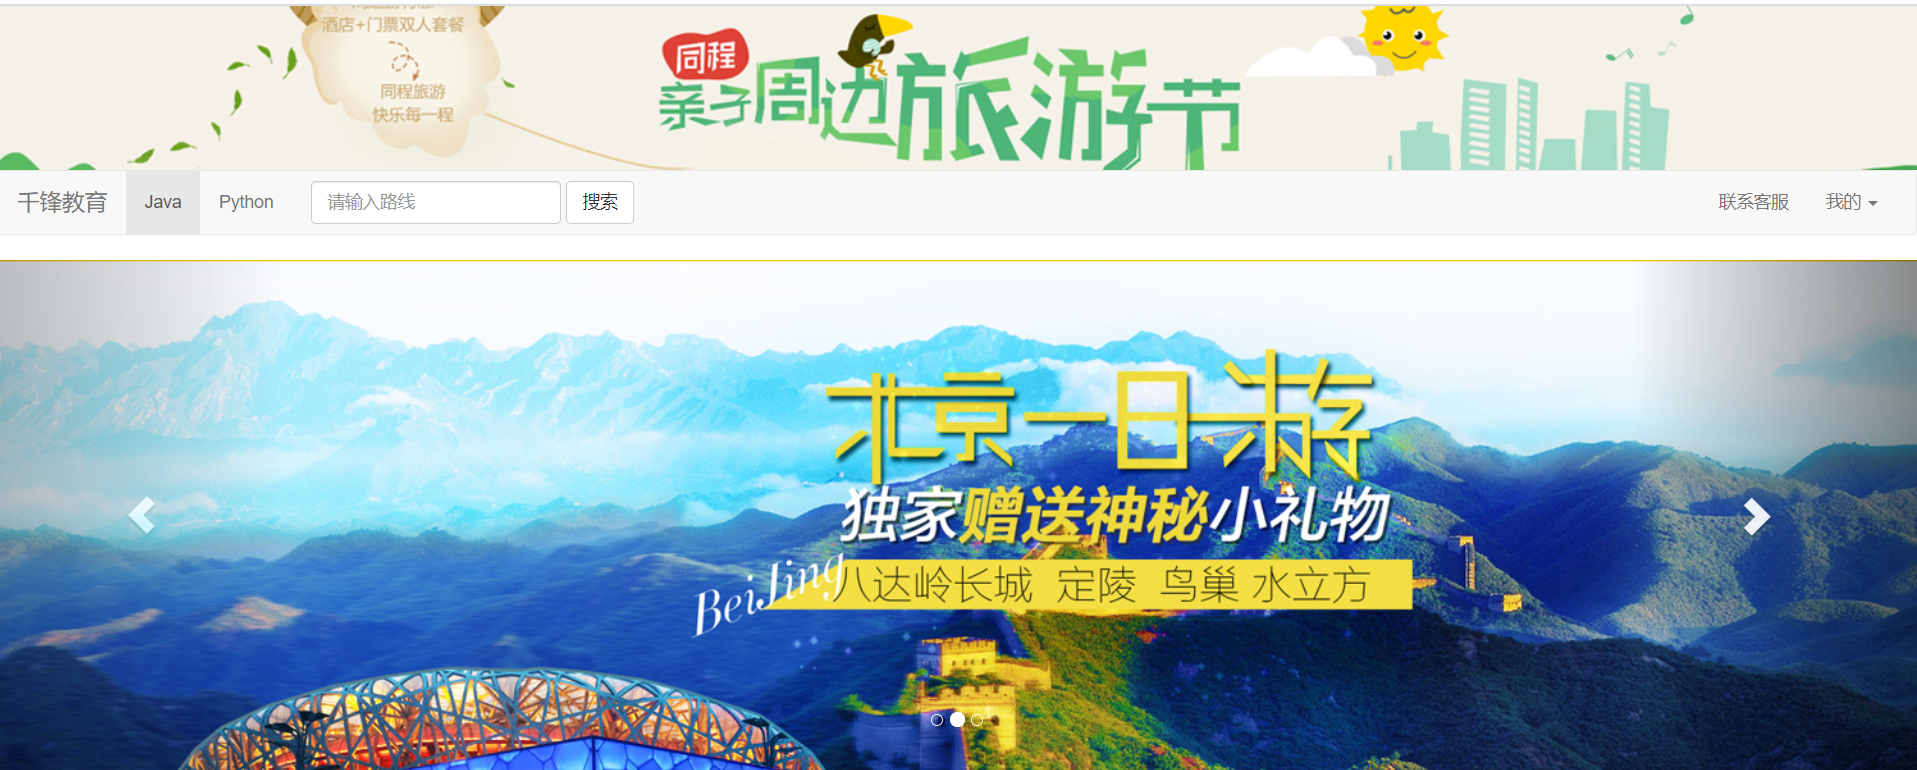 酒店+门票双人套餐
同程旅游
快乐每一程
同程
亲子周边旅游节
千锋教育
Java
Python
请输入路线
搜索
联系客服
我的
北京一日游
独家赠送神秘小礼物
BeiJing
八达岭长城 定陵 鸟巢 水立方